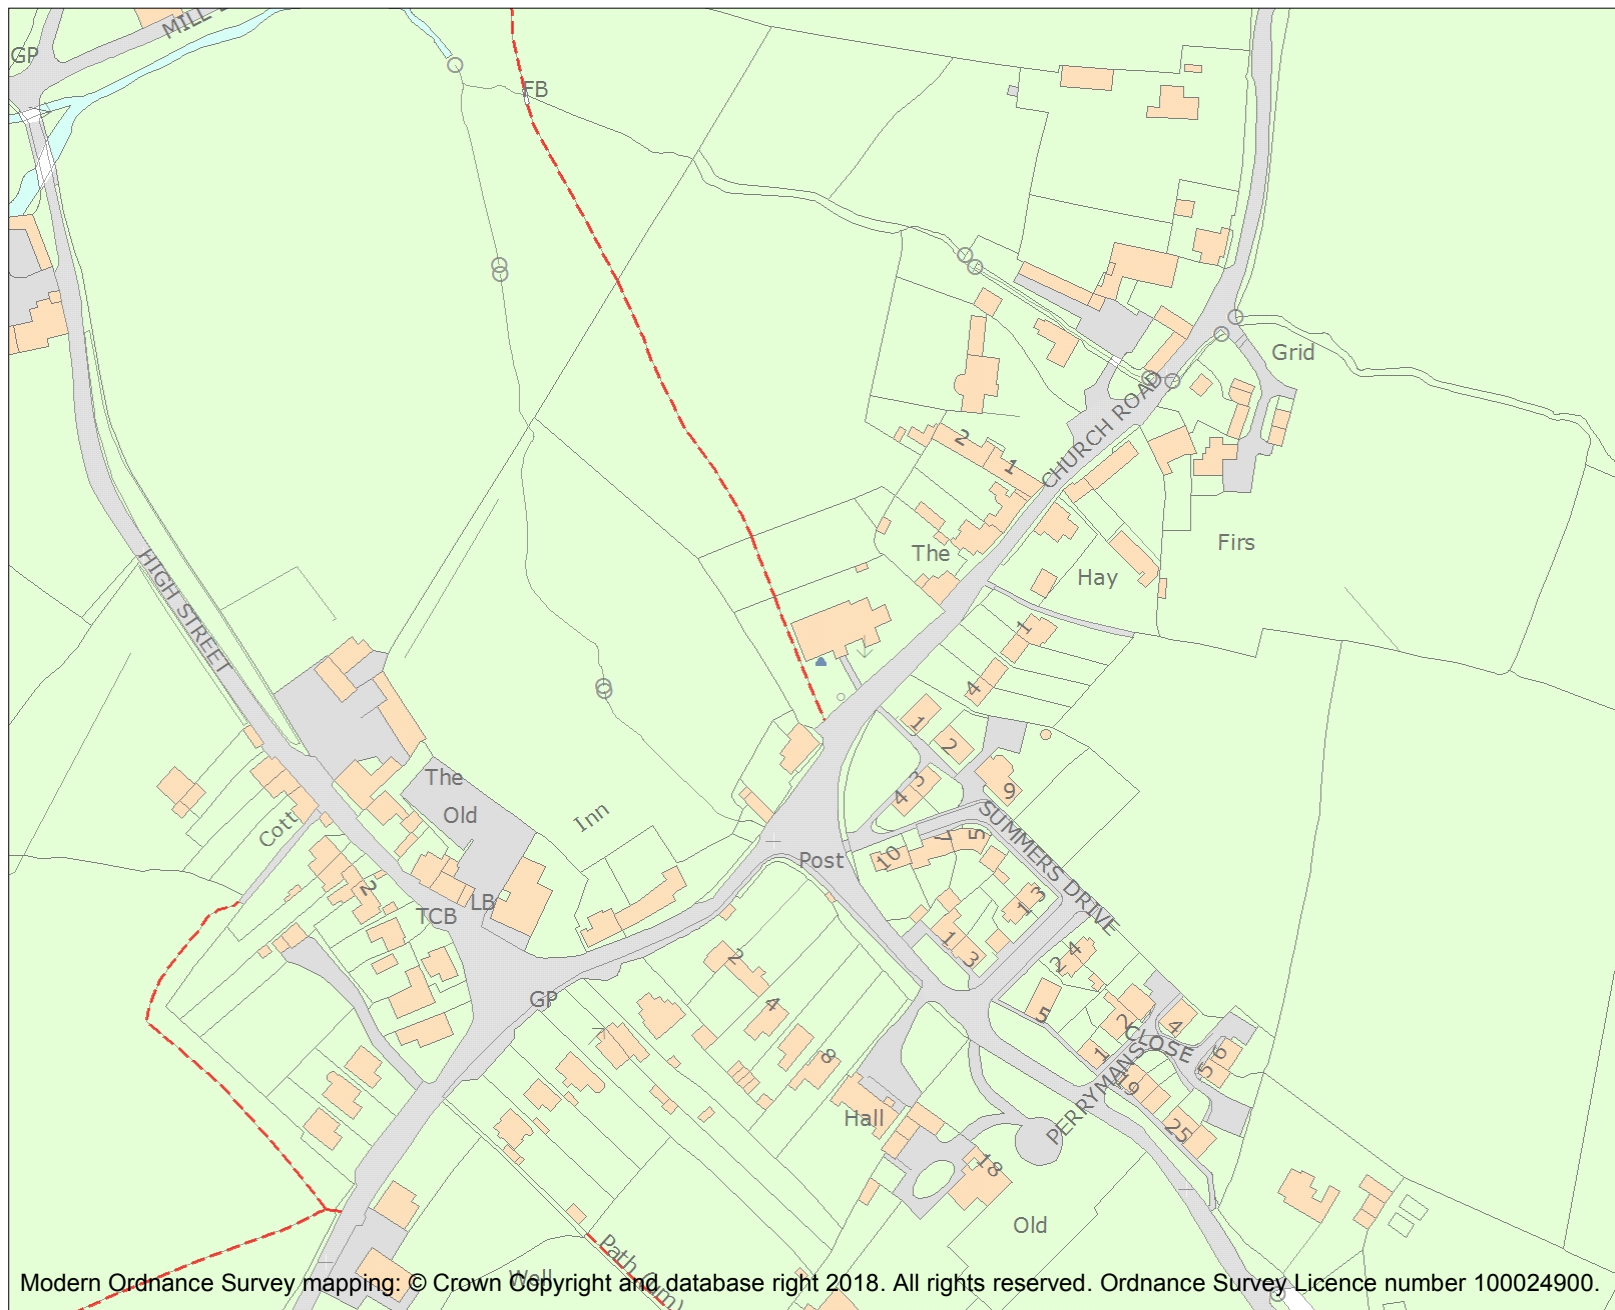 MILL
GP
FB
Grid
CHURCH ROAD
2
1
The
Firs
Hay
HIGH STREET
1
4
1
2
The
3
4
9
Old
Inn
Cott
SUMMERS DRIVE
7
5
Post
10
2
3
1
TCB
LB
1
3
4
2
2
GP
4
5
2
4
CLOSE
8
1
6
5
PERRYMANS
19
Hall
25
18
Old
Path (um)
Well
Modern Ordnance Survey mapping: © Crown Copyright and database right 2018. All rights reserved. Ordnance Survey Licence number 100024900.